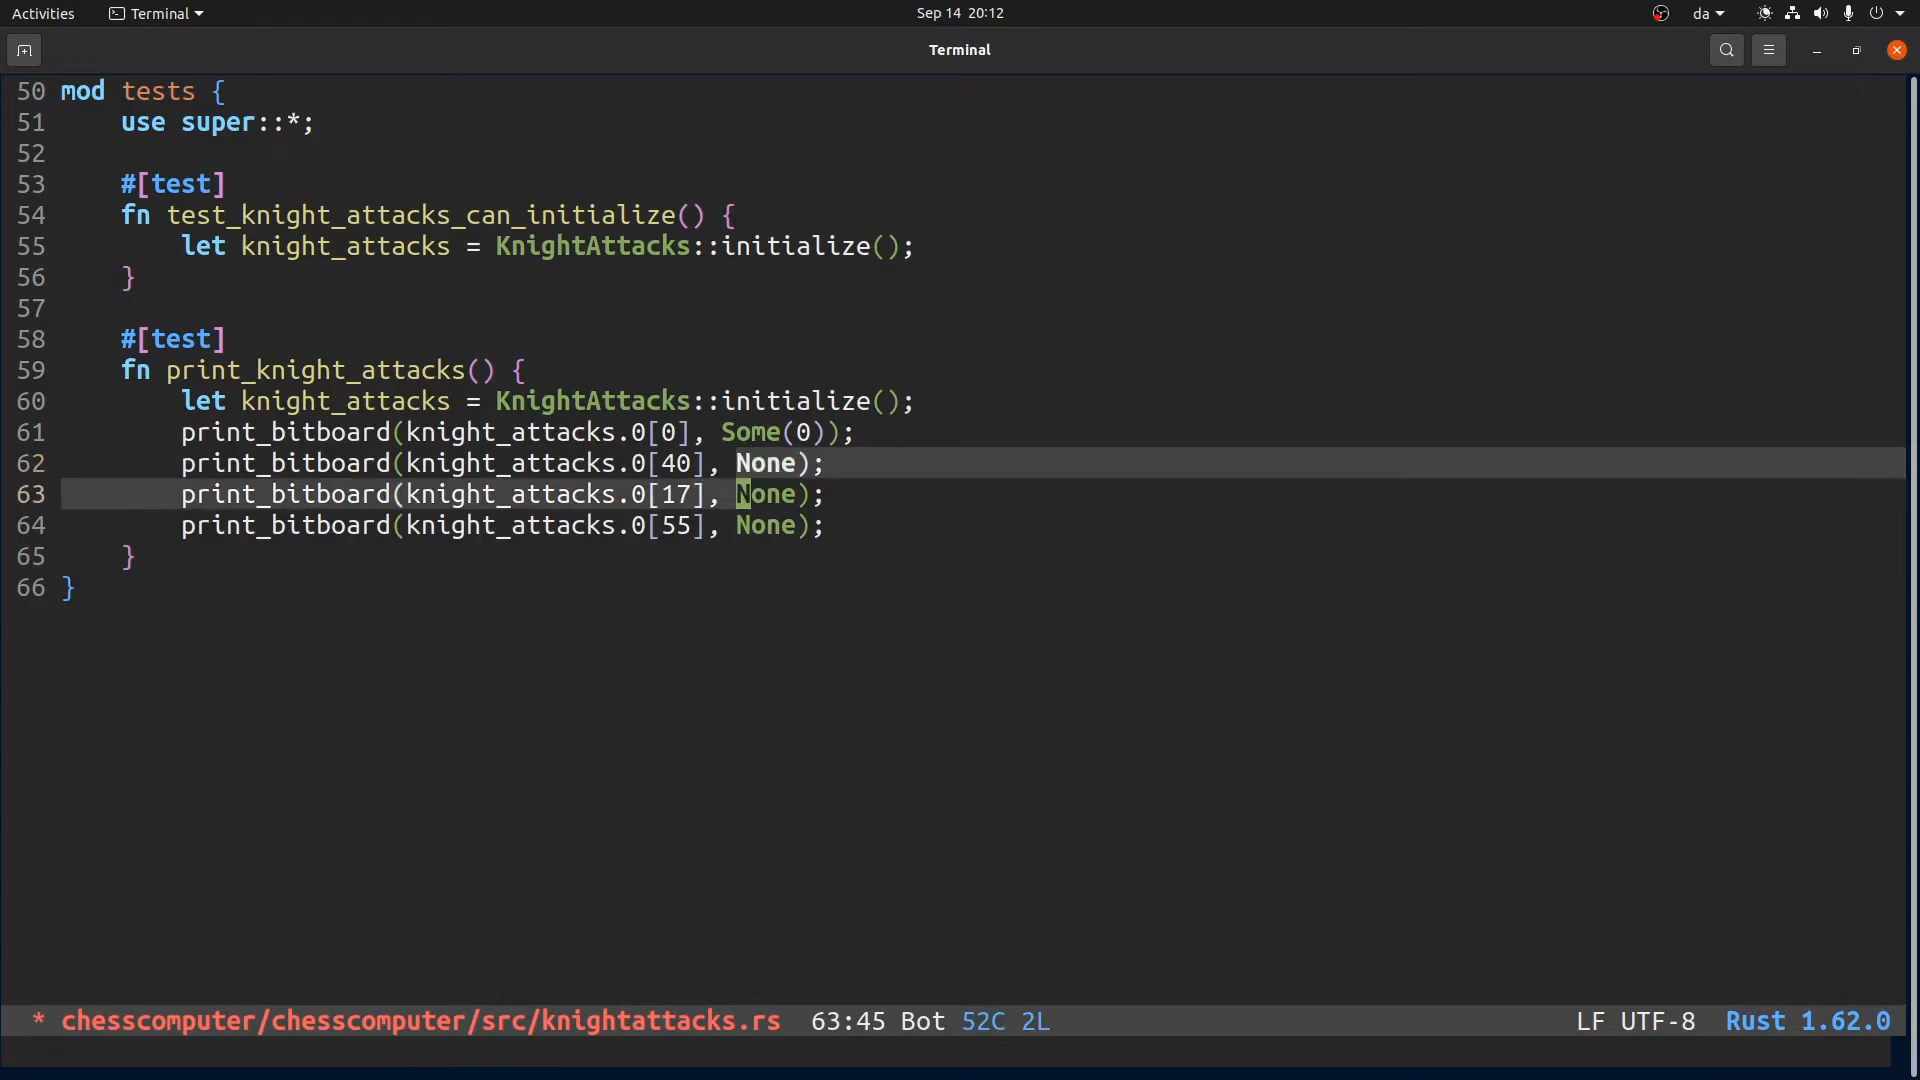 Activities Terminal Sep 14 20:12 da
Terminal
50 mod tests {
51 use super::*;
52
53 #[test]
54 fn test_knight_attacks_can_initialize() {
55 let knight_attacks = KnightAttacks::initialize();
56 }
57
58 #[test]
59 fn print_knight_attacks() {
60 let knight_attacks = KnightAttacks::initialize();
61 print_bitboard(knight_attacks.0[0], Some(0));
62 print_bitboard(knight_attacks.0[40], None);
63 print_bitboard(knight_attacks.0[17], None);
64 print_bitboard(knight_attacks.0[55], None);
65 }
66 }
* chesscomputer/chesscomputer/src/knightattacks.rs 63:45 Bot 52C 2L LF UTF-8 Rust 1.62.0